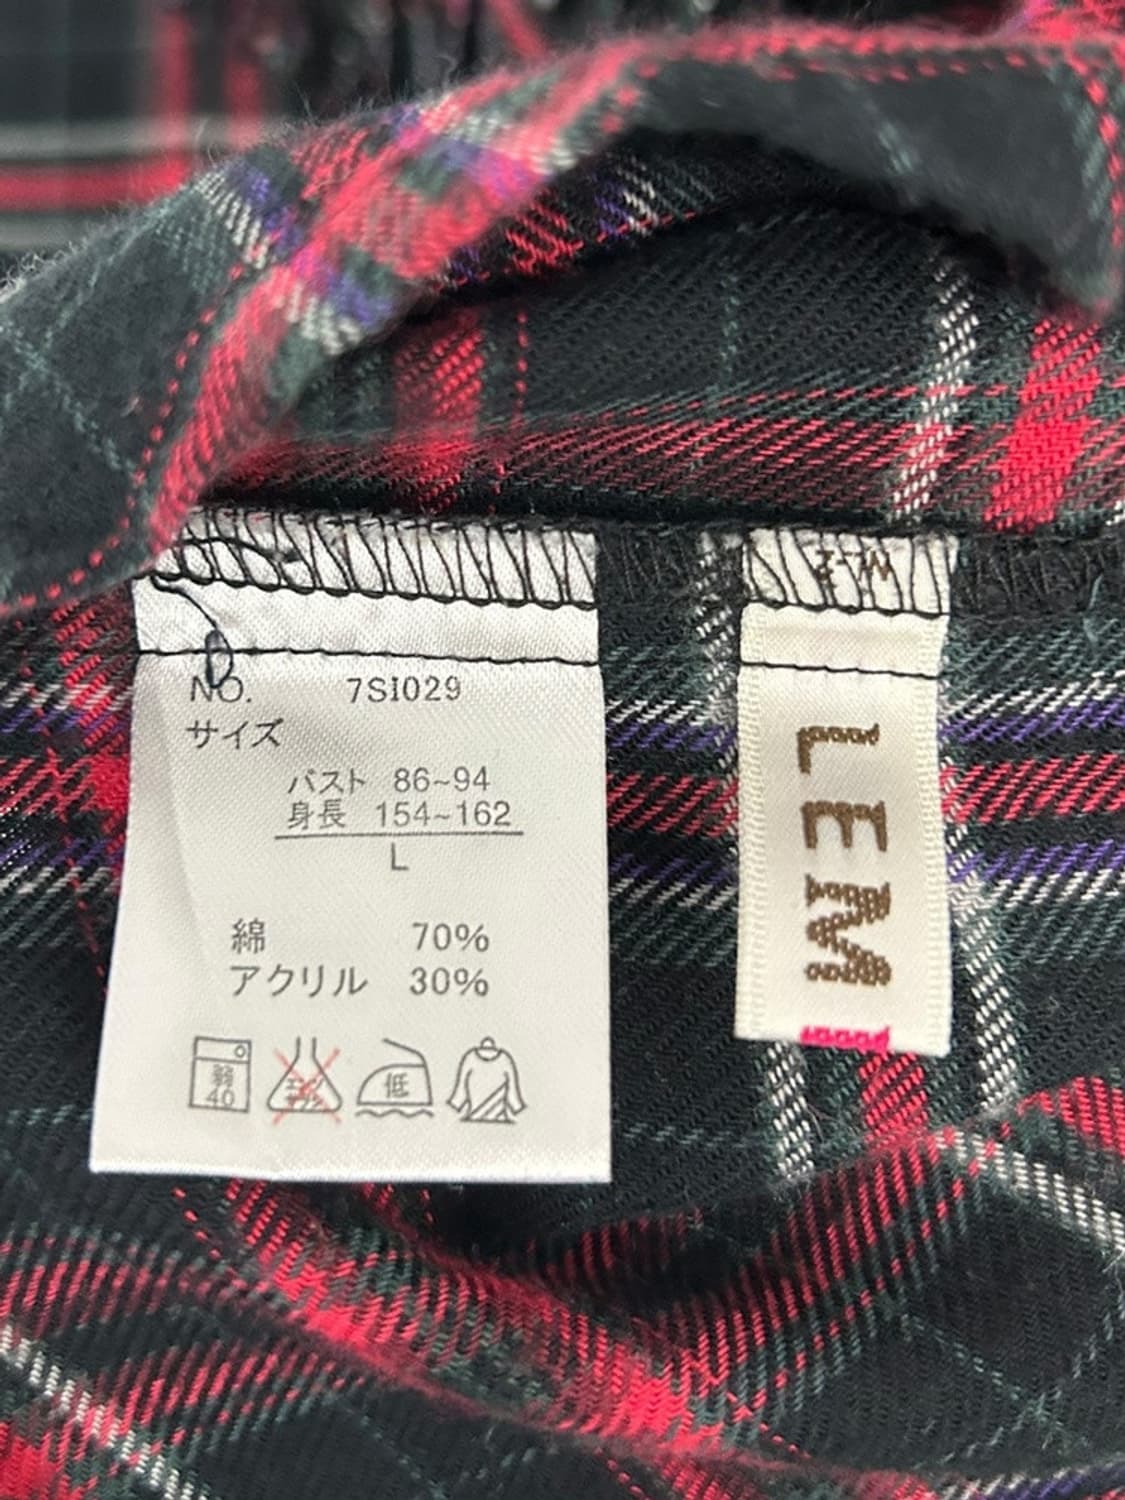 NO. 7SI029
サイズ
バスト 86~94
身長 154~162
L
綿 70%
アクリル 30%
弱
40
低
LEM